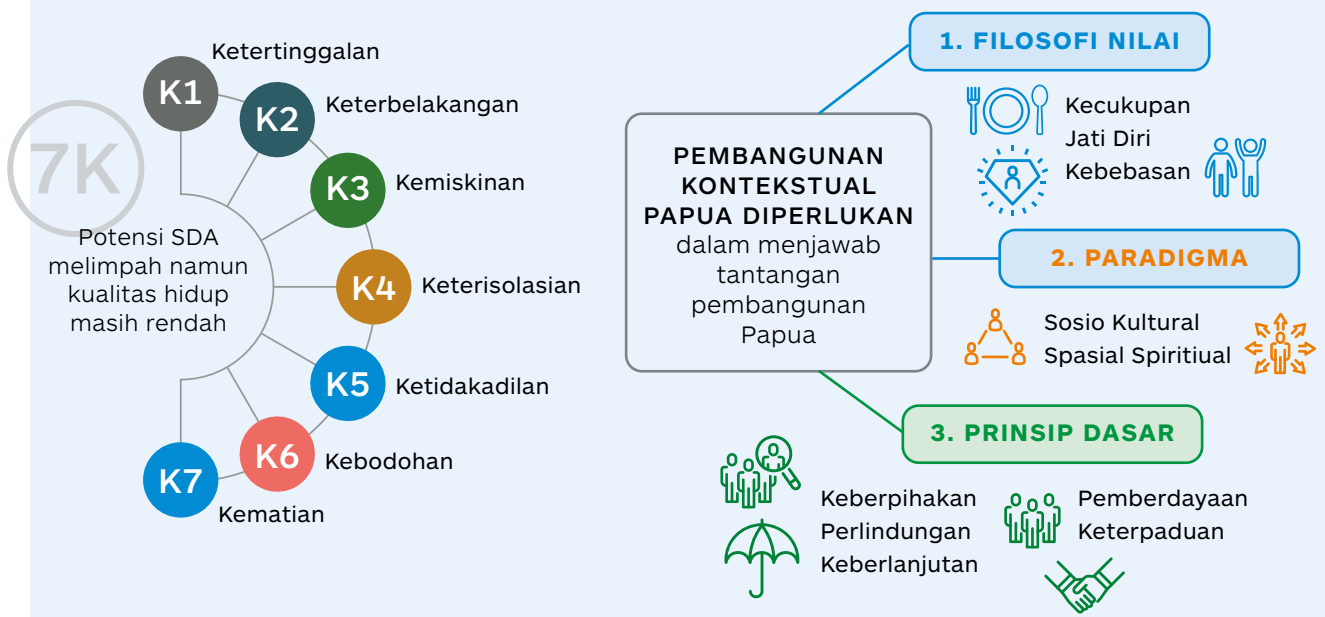 7K
Potensi SDA
melimpah namun
kualitas hidup
masih rendah
K1
Ketertinggalan
K2
Keterbelakangan
K3
Kemiskinan
K4
Keterisolasian
K5
Ketidakadilan
K6
Kebodohan
K7
Kematian
PEMBANGUNAN
KONTEKSTUAL
PAPUA DIPERLUKAN
dalam menjawab
tantangan
pembangunan
Papua
1. FILOSOFI NILAI
Kecukupan
Jati Diri
Kebebasan
2. PARADIGMA
Sosio Kultural
Spasial Spiritiual
3. PRINSIP DASAR
Keberpihakan
Perlindungan
Keberlanjutan
Pemberdayaan
Keterpaduan